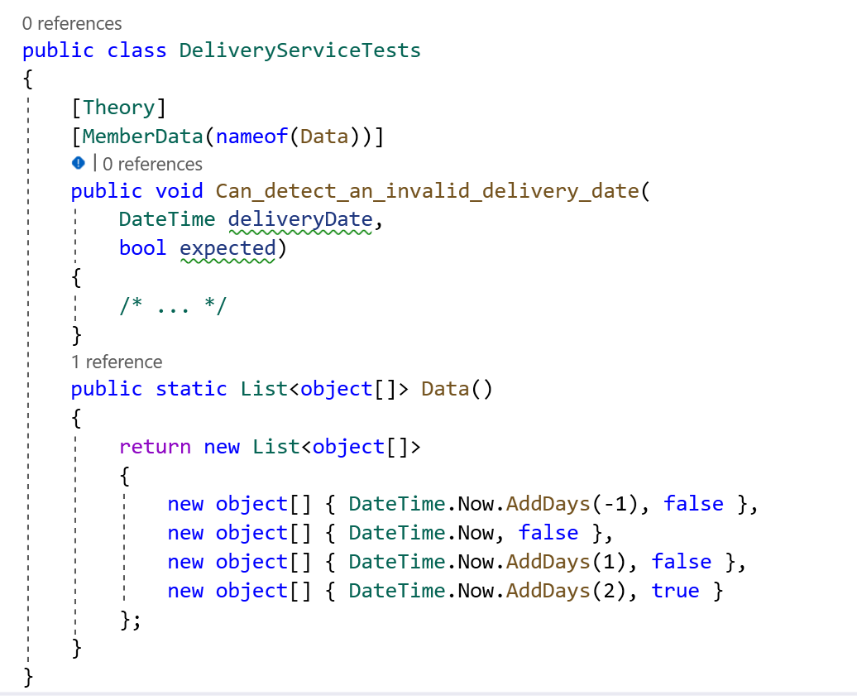 0 references
public class DeliveryServiceTests
{
[Theory]
[MemberData(nameof(Data))]
! | 0 references
public void Can_detect_an_invalid_delivery_date(
DateTime deliveryDate,
bool expected)
{
/* ... */
}
1 reference
public static List<object[]> Data()
{
return new List<object[]>
{
new object[] { DateTime.Now.AddDays(-1), false },
new object[] { DateTime.Now, false },
new object[] { DateTime.Now.AddDays(1), false },
new object[] { DateTime.Now.AddDays(2), true }
};
}
}